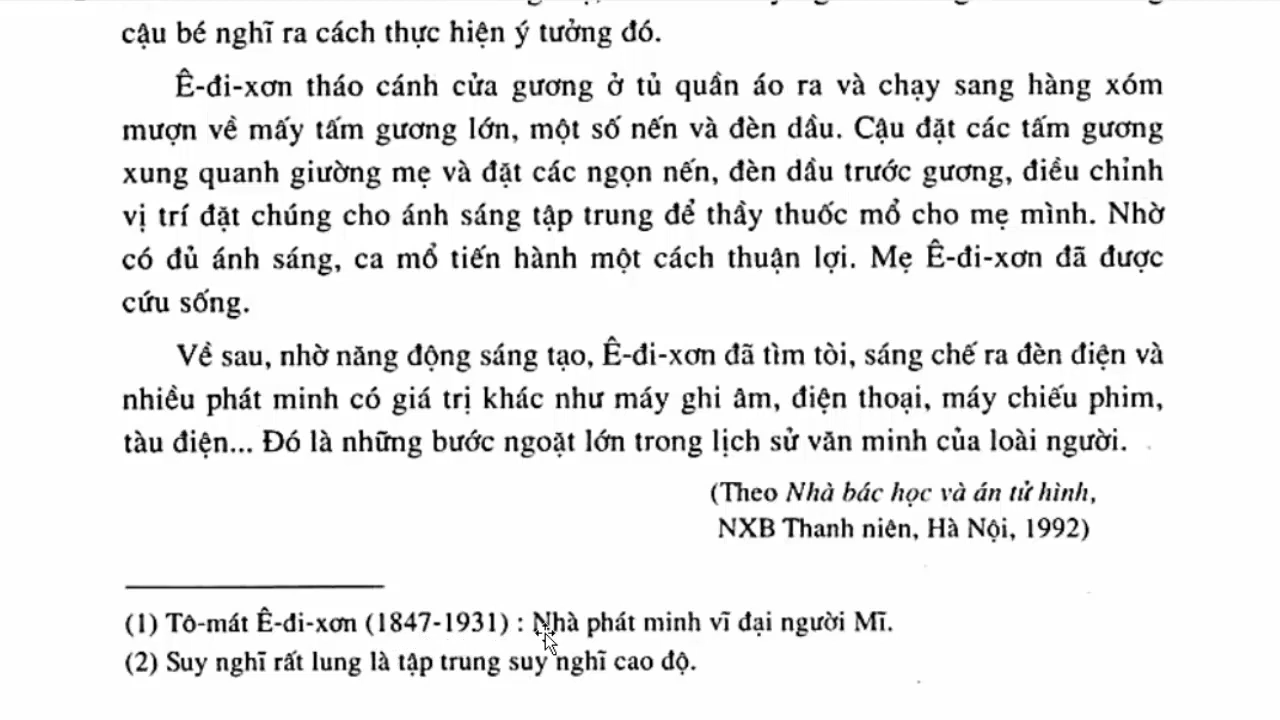 cậu bé nghĩ ra cách thực hiện ý tưởng đó.
Ê-đi-xơn tháo cánh cửa gương ở tủ quần áo ra và chạy sang hàng xóm
mượn về mấy tấm gương lớn, một số nến và đèn dầu. Cậu đặt các tấm gương
xung quanh giường mẹ và đặt các ngọn nến, đèn dầu trước gương, điều chỉnh
vị trí đặt chúng cho ánh sáng tập trung để thầy thuốc mổ cho mẹ mình. Nhờ
có đủ ánh sáng, ca mổ tiến hành một cách thuận lợi. Mẹ Ê-đi-xơn đã được
cứu sống.
Về sau, nhờ năng động sáng tạo, Ê-đi-xơn đã tìm tòi, sáng chế ra đèn điện và
nhiều phát minh có giá trị khác như máy ghi âm, điện thoại, máy chiếu phim,
tàu điện... Đó là những bước ngoặt lớn trong lịch sử văn minh của loài người.
(Theo Nhà bác học và án tử hình,
NXB Thanh niên, Hà Nội, 1992)
(1) Tô-mát Ê-đi-xơn (1847-1931) : Nhà phát minh vĩ đại người Mĩ.
(2) Suy nghĩ rất lung là tập trung suy nghĩ cao độ.